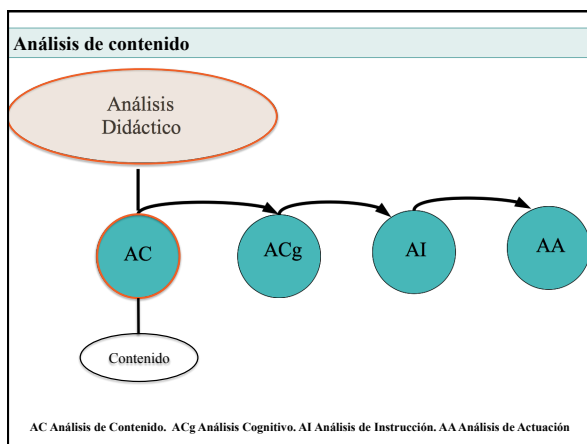 Análisis de contenido
Análisis
Didáctico
AC
ACg
AI
AA
Contenido
AC Análisis de Contenido. ACg Análisis Cognitivo. AI Análisis de Instrucción. AA Análisis de Actuación